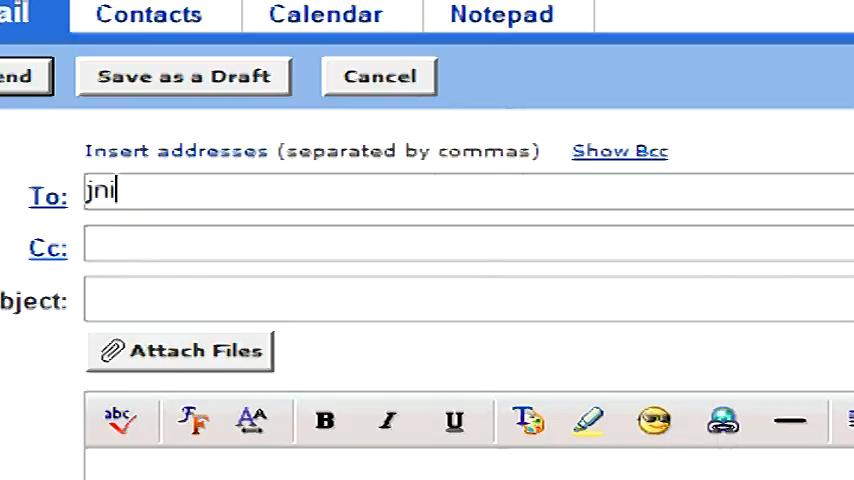 ail Contacts Calendar Notepad
end Save as a Draft Cancel
Insert addresses (separated by commas) Show Bcc
To: jni
Cc:
bject:
Attach Files
abc F F A A B I U T